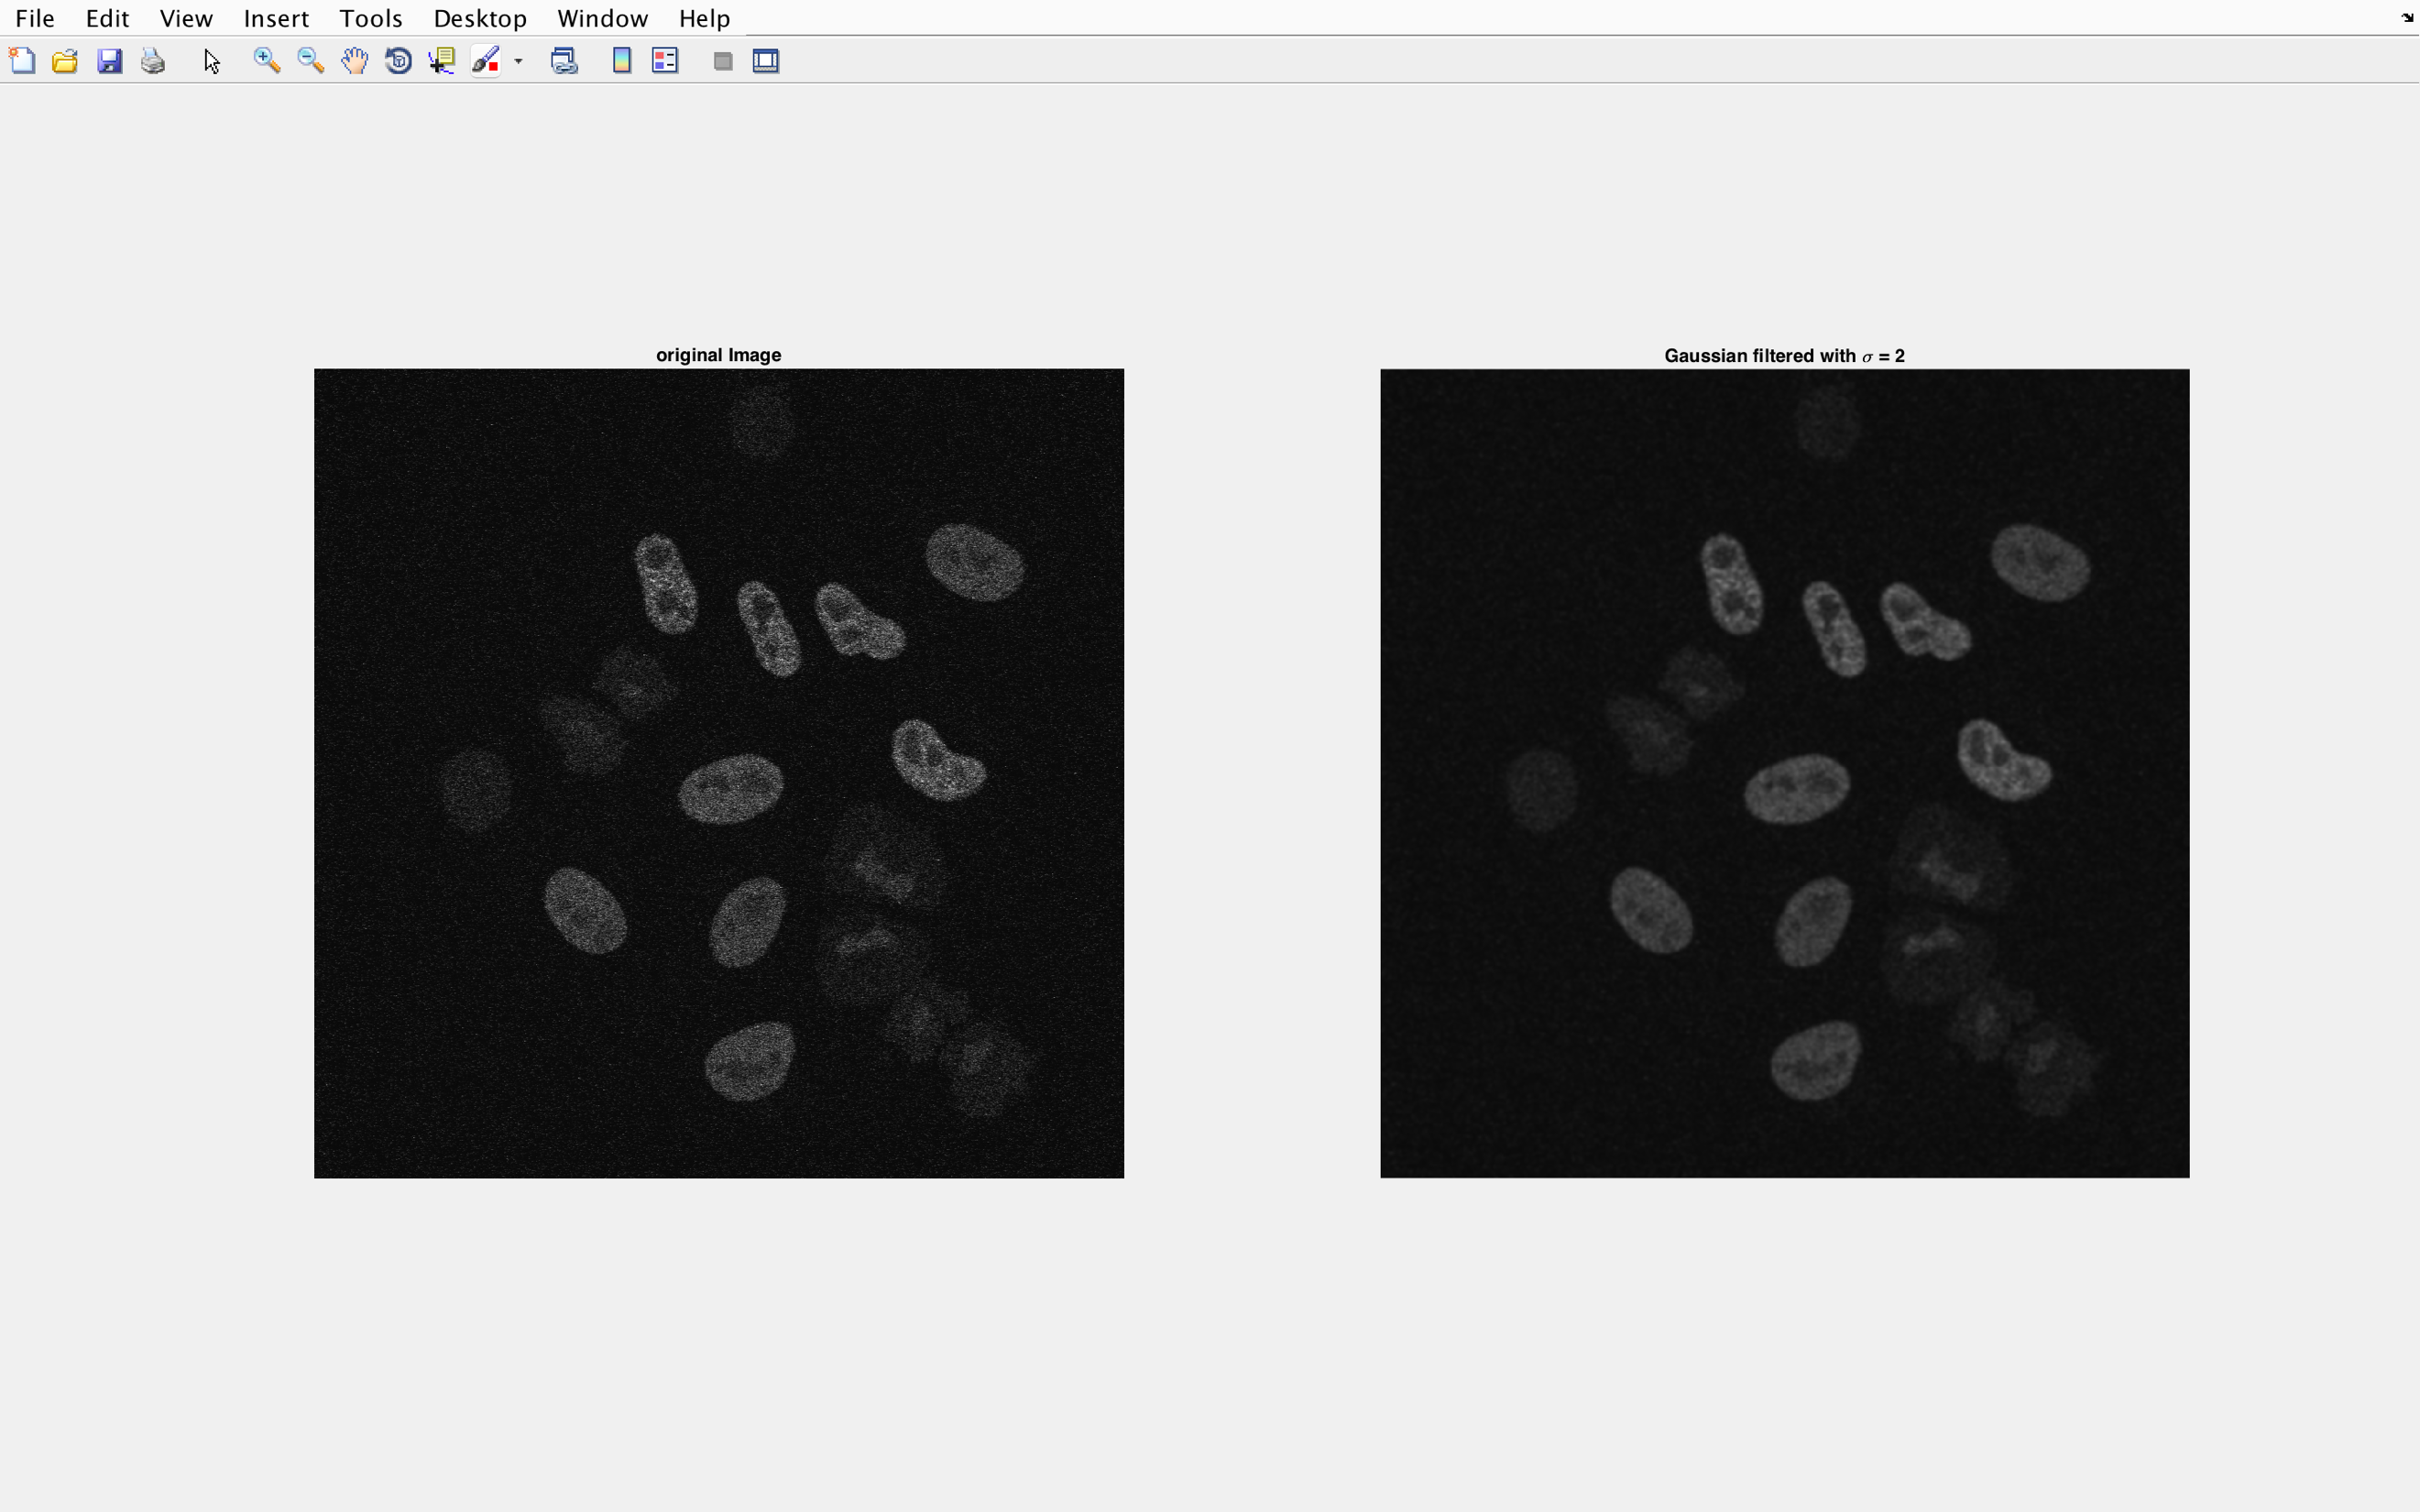 File Edit View Insert Tools Desktop Window Help
original Image
Gaussian filtered with σ = 2